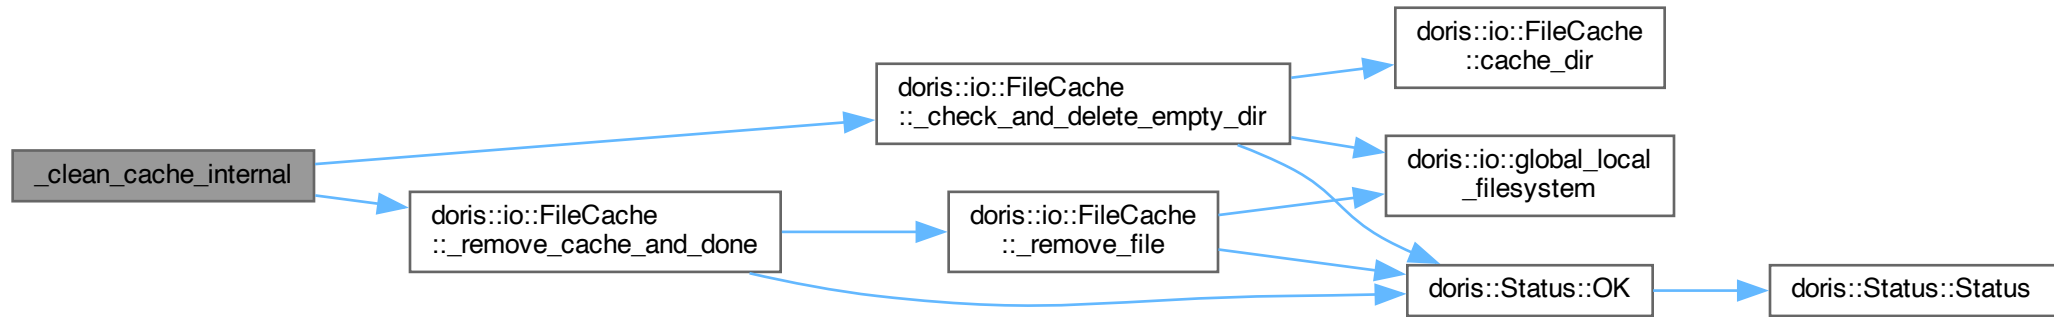 _clean_cache_internal
doris::io::FileCache
::_check_and_delete_empty_dir
doris::io::FileCache
::cache_dir
doris::io::global_local
_filesystem
doris::io::FileCache
::_remove_cache_and_done
doris::io::FileCache
::_remove_file
doris::Status::OK
doris::Status::Status